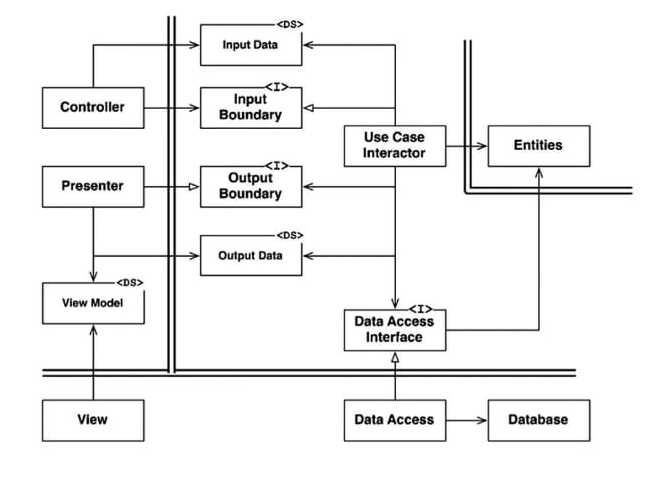 <DS>
Input Data
<I>
Controller
Input
Boundary
Use Case
Interactor
Entities
<I>
Presenter
Output
Boundary
<DS>
Output Data
<DS>
View Model
<I>
Data Access
Interface
View
Data Access
Database